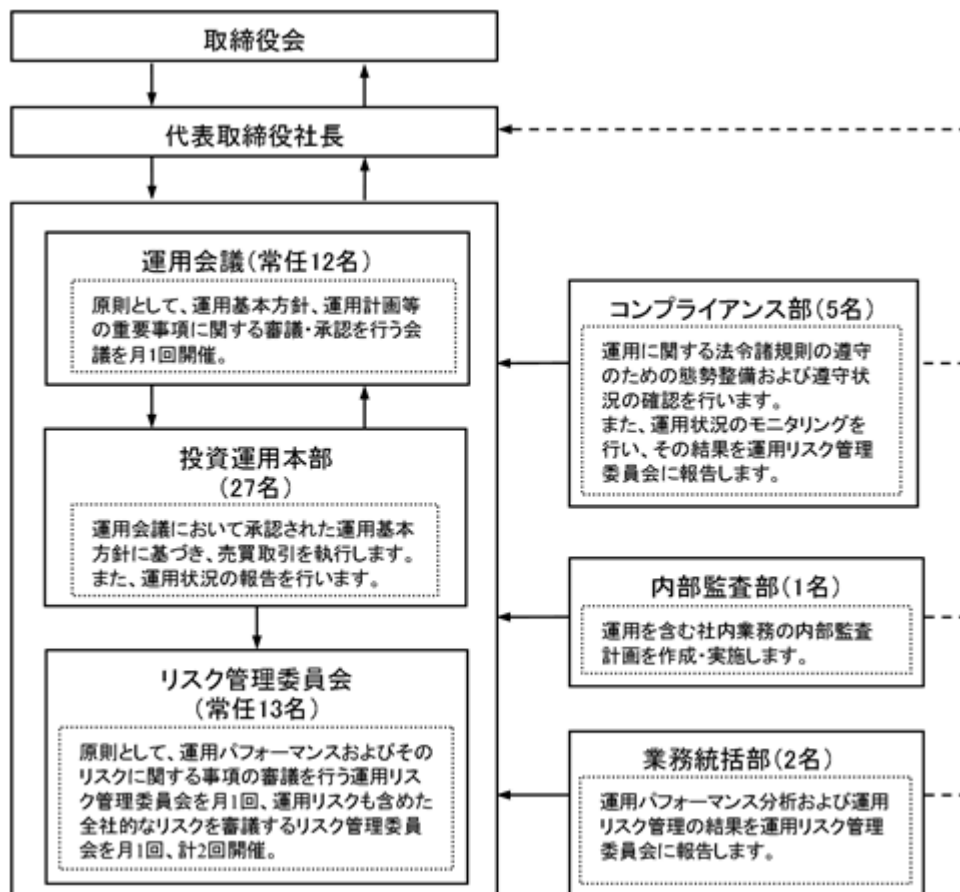 取締役会
代表取締役社長
運用会議(常任12名)
原則として、運用基本方針、運用計画等
の重要事項に関する審議・承認を行う会
議を月1回開催。
投資運用本部
(27名)
運用会議において承認された運用基本
方針に基づき、売買取引を執行します。
また、運用状況の報告を行います。
リスク管理委員会
(常任13名)
原則として、運用パフォーマンスおよびその
リスクに関する事項の審議を行う運用リス
ク管理委員会を月1回、運用リスクも含めた
全社的なリスクを審議するリスク管理委員
会を月1回、計2回開催。
コンプライアンス部(5名)
運用に関する法令諸規則の遵守
のための態勢整備および遵守状
況の確認を行います。
また、運用状況のモニタリングを
行い、その結果を運用リスク管理
委員会に報告します。
内部監査部(1名)
運用を含む社内業務の内部監査
計画を作成・実施します。
業務統括部(2名)
運用パフォーマンス分析および運用
リスク管理の結果を運用リスク管理
委員会に報告します。